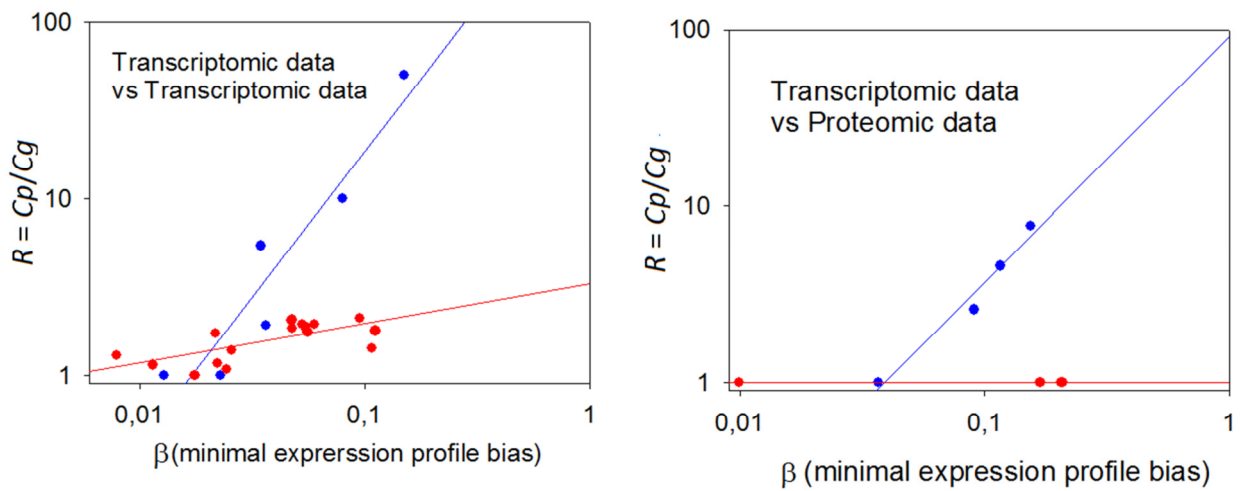 100
10
1
R = Cp/Cg
Transcriptomic data
vs Transcriptomic data
0,01
0,1
1
β(minimal exprerssion profile bias)
100
10
1
R = Cp/Cg
Transcriptomic data
vs Proteomic data
0,01
0,1
1
β (minimal expression profile bias)